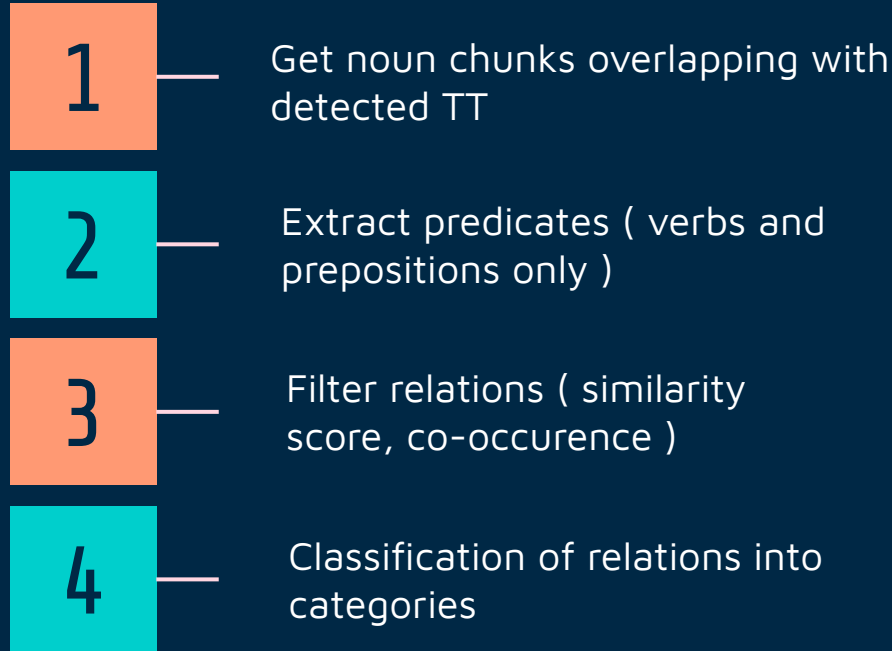 1
Get noun chunks overlapping with
detected TT
2
Extract predicates ( verbs and
prepositions only )
3
Filter relations ( similarity
score, co-occurence )
4
Classification of relations into
categories